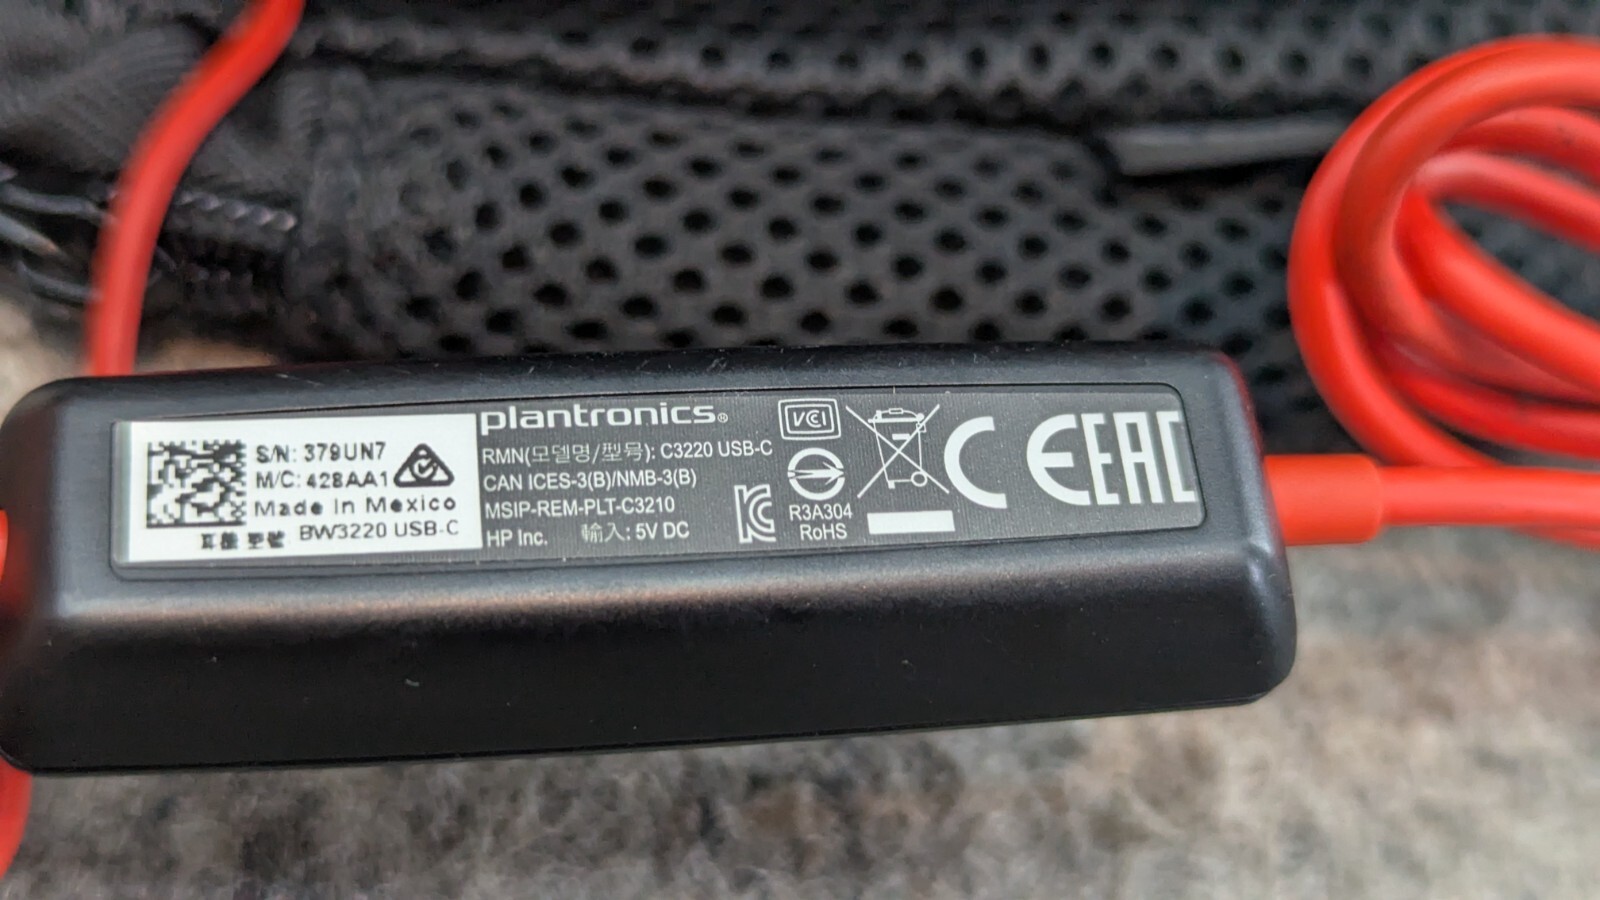 S/N: 379UN7
M/C: 428AA1
Made in Mexico
BW3220 USB-C
plantronics®
RMN(모델명/型号): C3220 USB-C
CAN ICES-3(B)/NMB-3(B)
MSIP-REM-PLT-C3210
HP Inc. 輸入: 5V DC
VCI
R3A304
RoHS
CE EAC